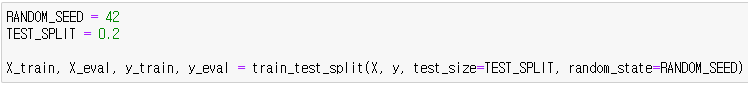 RANDOM_SEED = 42
TEST_SPLIT = 0.2
X_train, X_eval, y_train, y_eval = train_test_split(X, y, test_size=TEST_SPLIT, random_state=RANDOM_SEED)